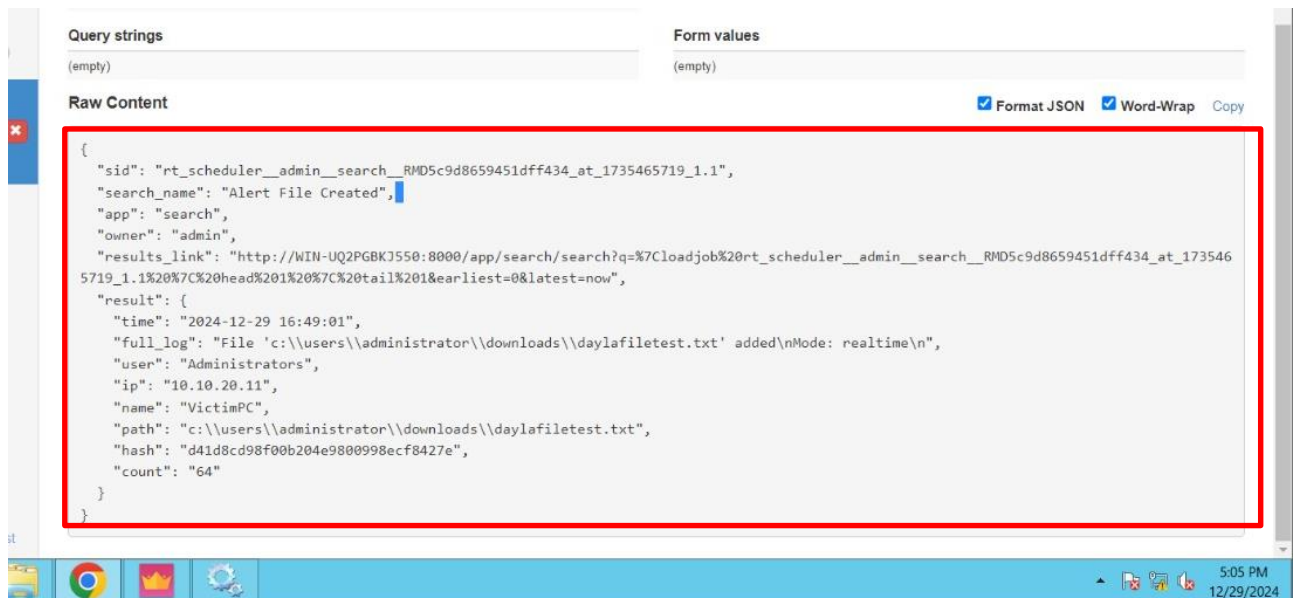 Query strings
Form values
(empty)
(empty)
Raw Content
Format JSON
Word-Wrap
Copy
{
"sid": "rt_scheduler__admin__search__RMD5c9d8659451dff434_at_1735465719_1.1",
"search_name": "Alert File Created",
"app": "search",
"owner": "admin",
"results_link": "http://WIN-UQ2PGBKJ550:8000/app/search/search?q=%7Cloadjob%20rt_scheduler__admin__search__RMD5c9d8659451dff434_at_173546
5719_1.1%20%7C%20head%201%20%7C%20tail%201&earliest=0&latest=now",
"result": {
"time": "2024-12-29 16:49:01",
"full_log": "File 'c:\\users\\administrator\\downloads\\daylafiletest.txt' added\nMode: realtime\n",
"user": "Administrators",
"ip": "10.10.20.11",
"name": "VictimPC",
"path": "c:\\users\\administrator\\downloads\\daylafiletest.txt",
"hash": "d41d8cd98f00b204e9800998ecf8427e",
"count": "64"
}
}
st
5:05 PM
12/29/2024